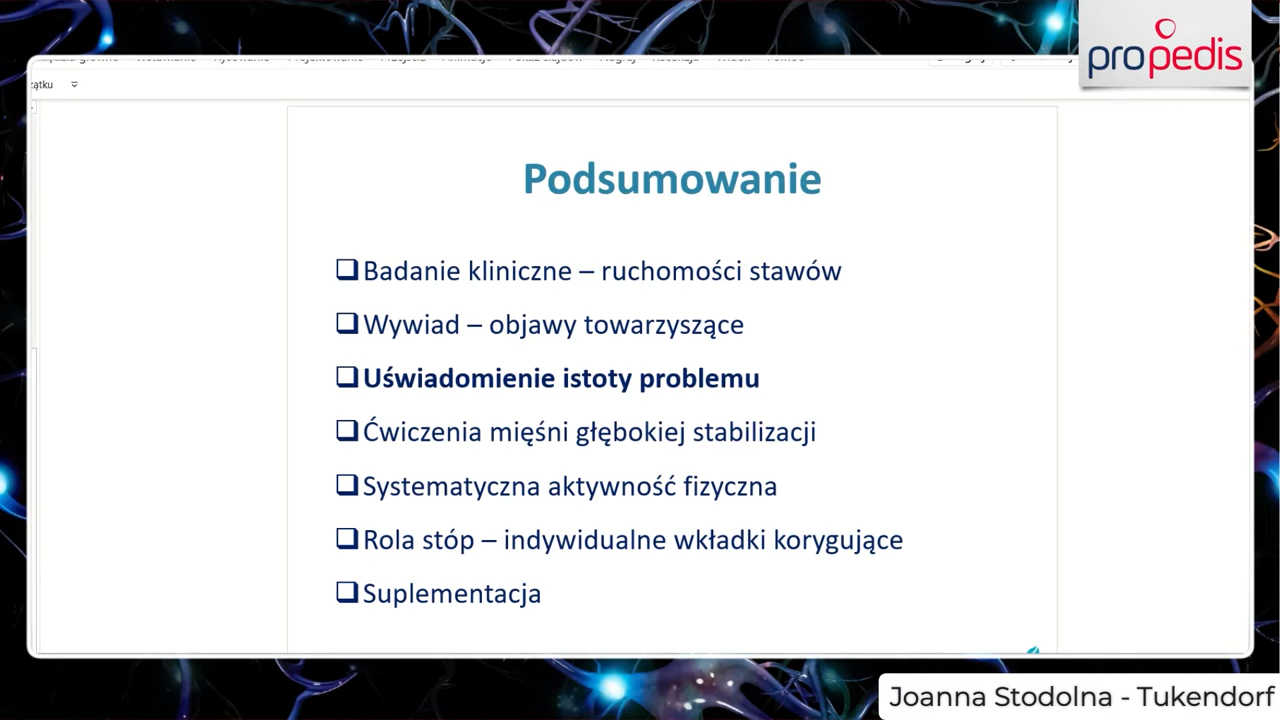 propedis
Podsumowanie
❑Badanie kliniczne – ruchomości stawów
❑Wywiad – objawy towarzyszące
❑Uświadomienie istoty problemu
❑Ćwiczenia mięśni głębokiej stabilizacji
❑Systematyczna aktywność fizyczna
❑Rola stóp – indywidualne wkładki korygujące
❑Suplementacja
Joanna Stodolna - Tukendorf